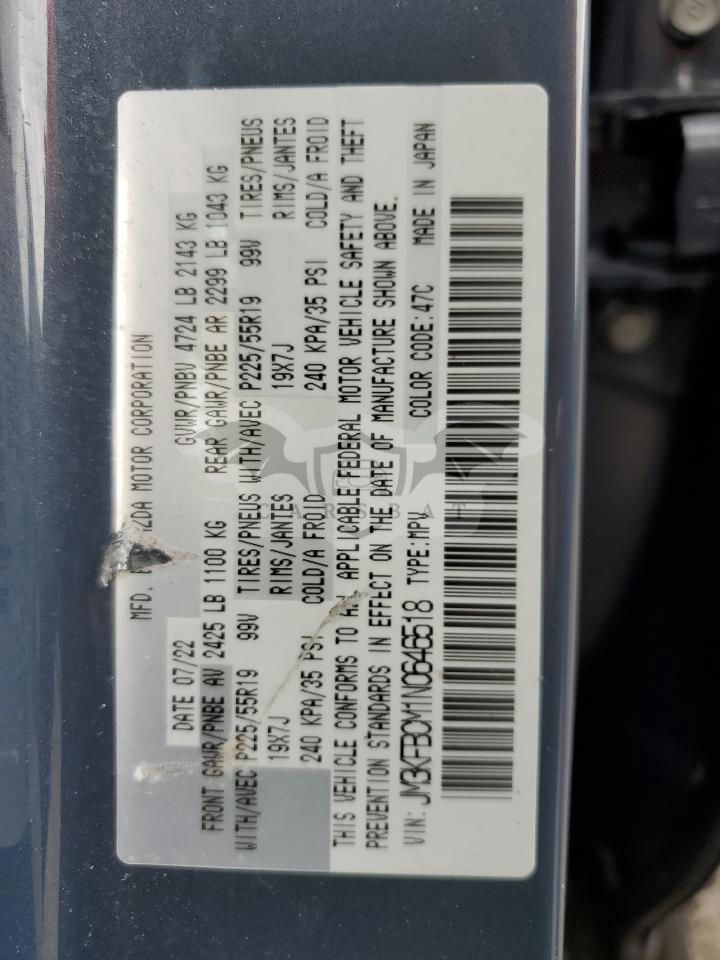 MFD. MOTOR CORPORATION
DATE 07/22 GVWR/PNBV 4724 LB 2143 KG
FRONT GAWR/PNBE AV 2425 LB 1100 KG REAR GAWR/PNBE AR 2299 LB 1043 KG
WITH/AVEC P225/55R19 99V TIRES/PNEUS WITH/AVEC P225/55R19 99V TIRES/PNEUS
19X7J RIMS/JANTES 19X7J RIMS/JANTES
240 KPA/35 PSI COLD/A FROID 240 KPA/35 PSI COLD/A FROID
THIS VEHICLE CONFORMS TO ALL APPLICABLE FEDERAL MOTOR VEHICLE SAFETY AND THEFT
PREVENTION STANDARDS IN EFFECT ON THE DATE OF MANUFACTURE SHOWN ABOVE.
VIN: JM3KFBCM1N0646518 TYPE:MPV COLOR CODE:47C MADE IN JAPAN
CARSBAT